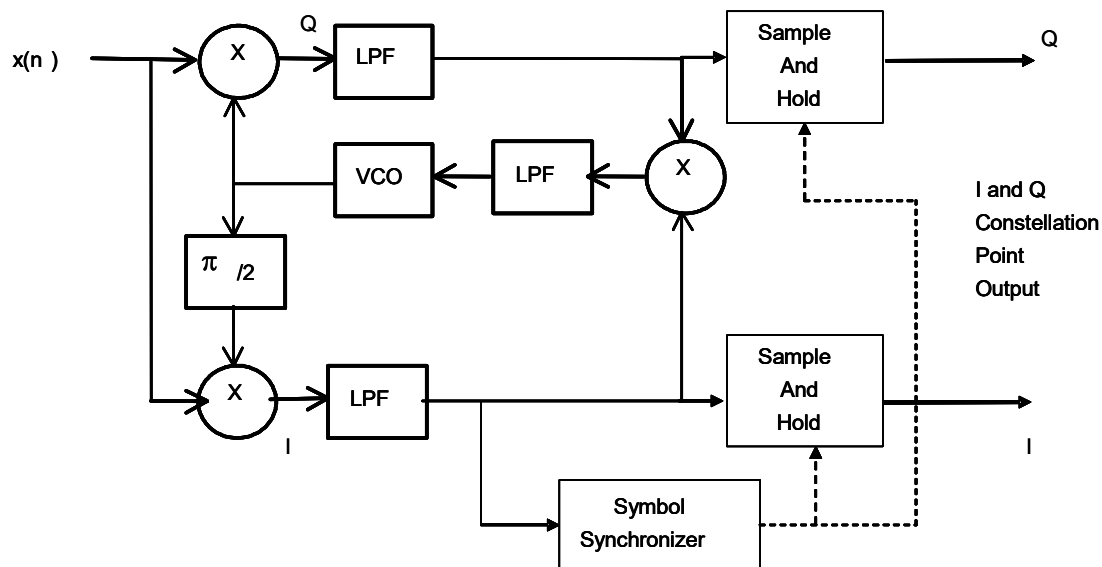 x(n )
X
Q
LPF
Sample
And
Hold
Q
VCO
LPF
X
π /2
I and Q
Constellation
Point
Output
X
I
LPF
Sample
And
Hold
I
Symbol
Synchronizer